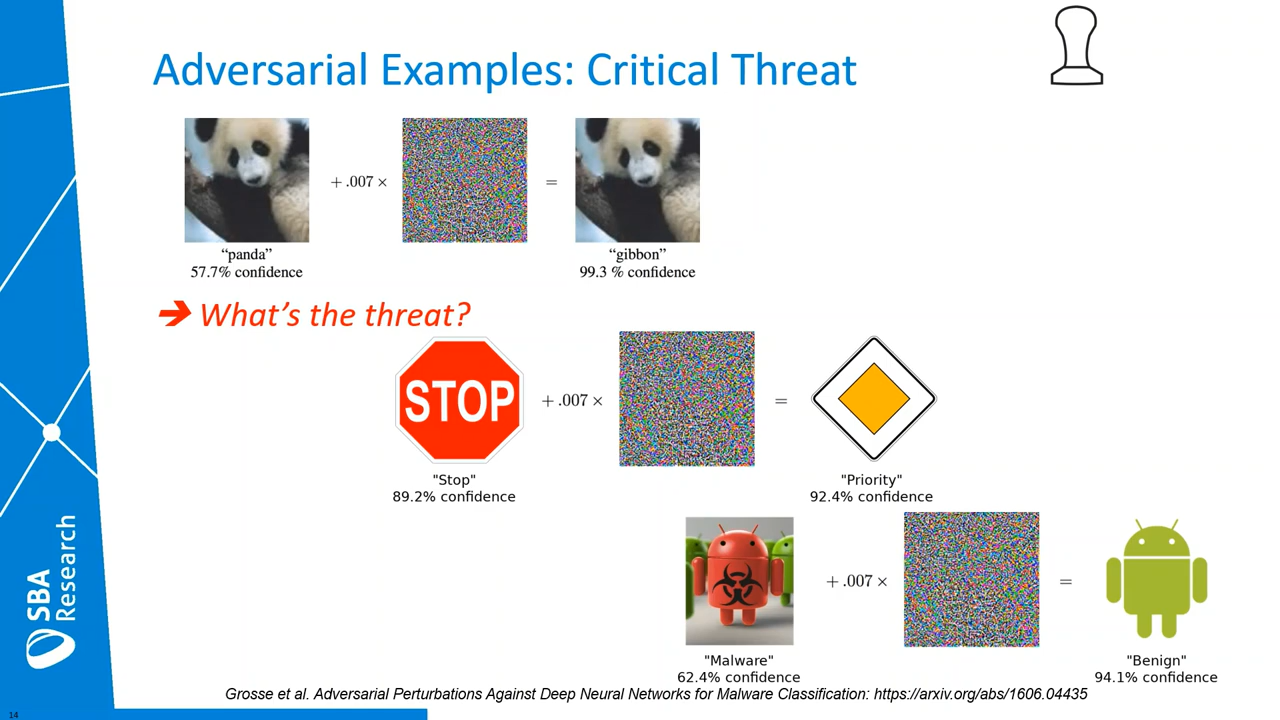 Adversarial Examples: Critical Threat
+ .007 ×
=
“panda”
57.7% confidence
“gibbon”
99.3 % confidence
➔ What’s the threat?
STOP
+ .007 ×
=
"Stop"
89.2% confidence
"Priority"
92.4% confidence
+ .007 ×
=
"Malware"
62.4% confidence
"Benign"
94.1% confidence
Grosse et al. Adversarial Perturbations Against Deep Neural Networks for Malware Classification: https://arxiv.org/abs/1606.04435
SBA
Research
14